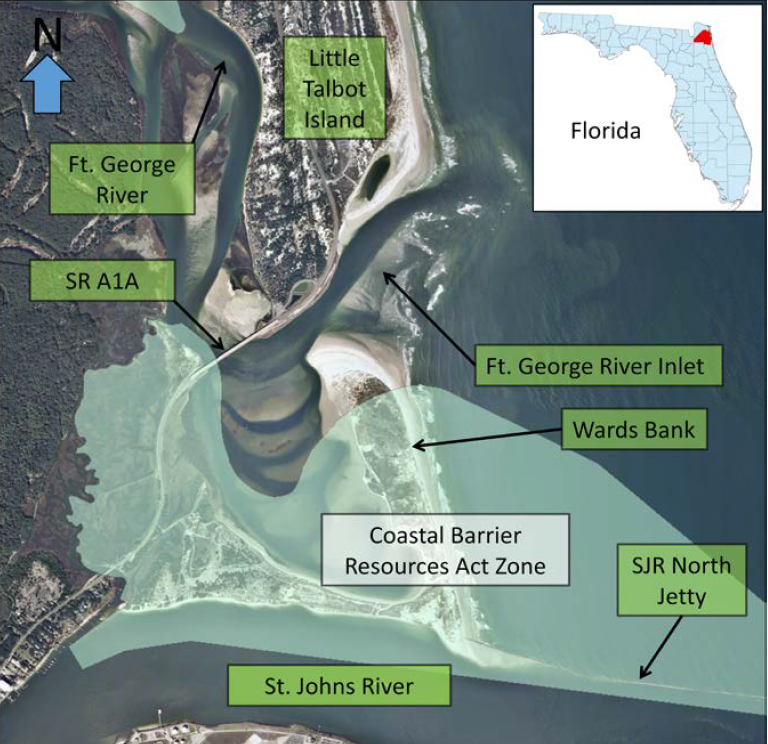 N
Little
Talbot
Island
Florida
Ft. George
River
SR A1A
Ft. George River Inlet
Wards Bank
Coastal Barrier
Resources Act Zone
SJR North
Jetty
St. Johns River